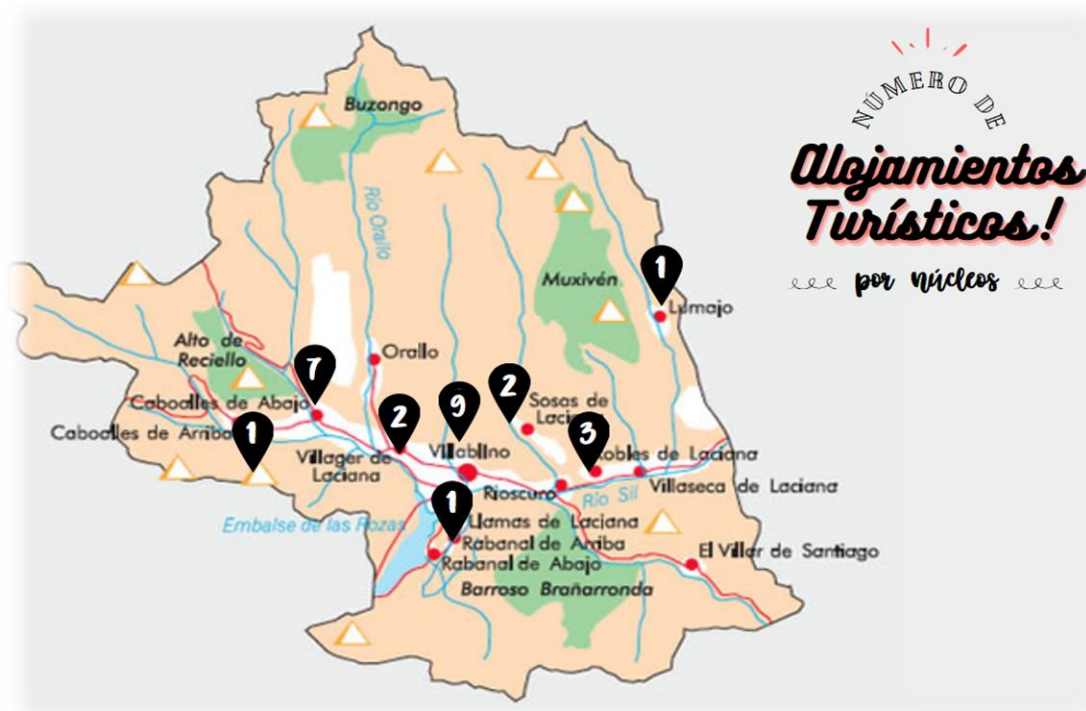 NÚMERO DE
Alojamientos
Turísticos!
por núcleos
Buzongo
Río Orallo
Muxivén
1
Lumajo
Alto de
Reciello
Orallo
7
Caboalles de Abajo
2
9
2
Sosas de
Caboalles de Arriba
1
Villager de
Laciana
Villablino
3
Robles de Laciana
Villaseca de Laciana
Rioscuro
Río Sil
Embalse de las Rozas
1
Llamas de Laciana
Rabanal de Arriba
Rabanal de Abajo
El Villar de Santiago
Barroso Brañarronda